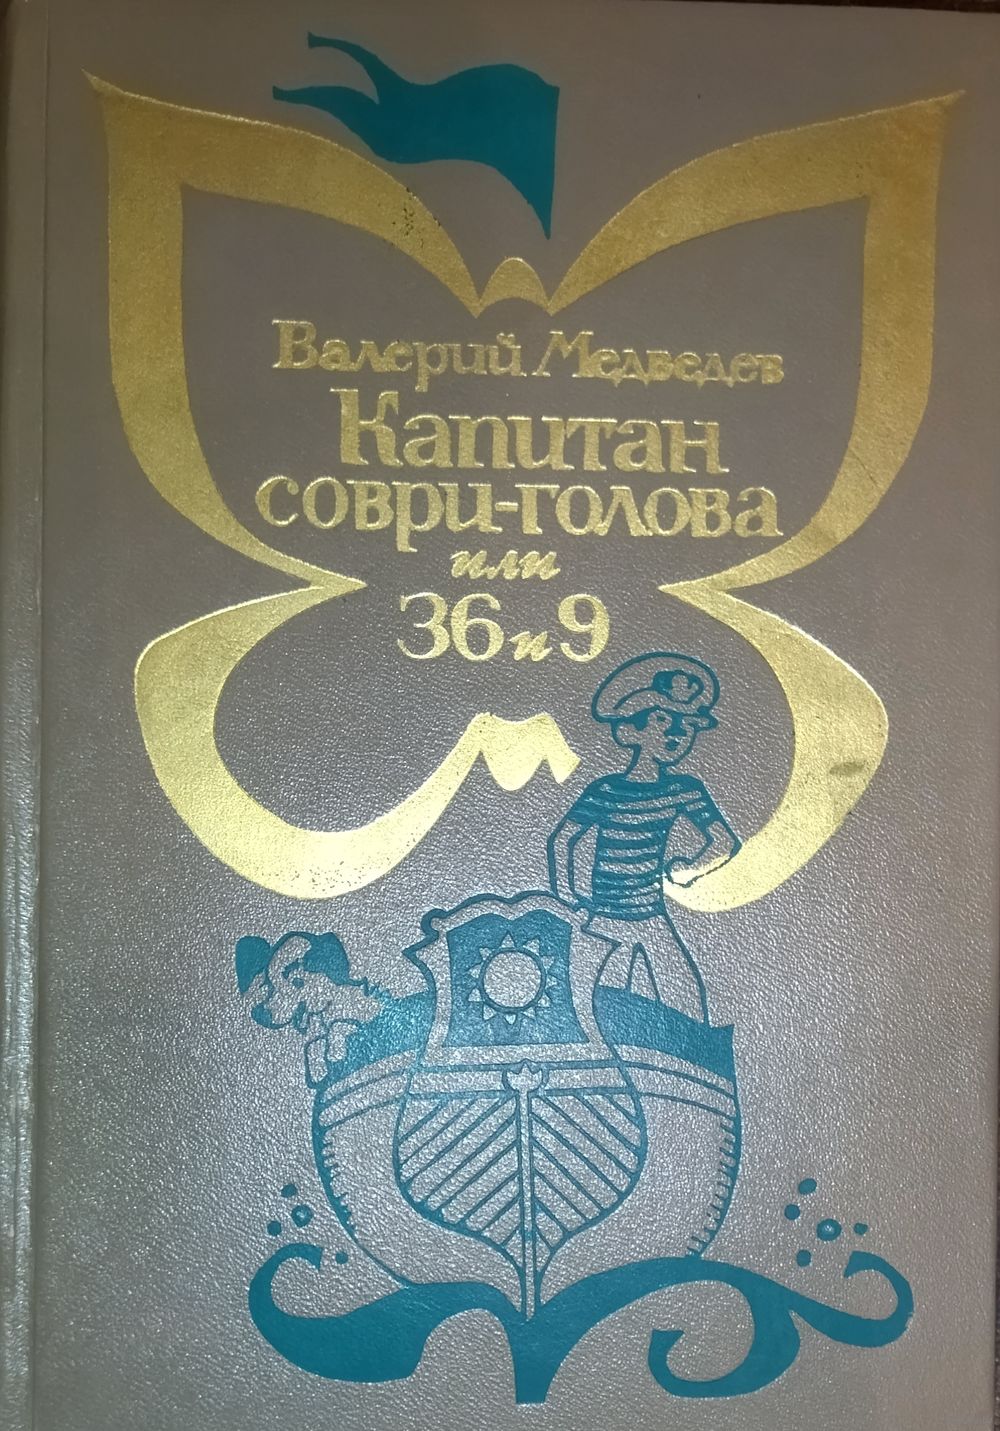 Валерий Медведев
Капитан
соври-голова
или
36 и 9